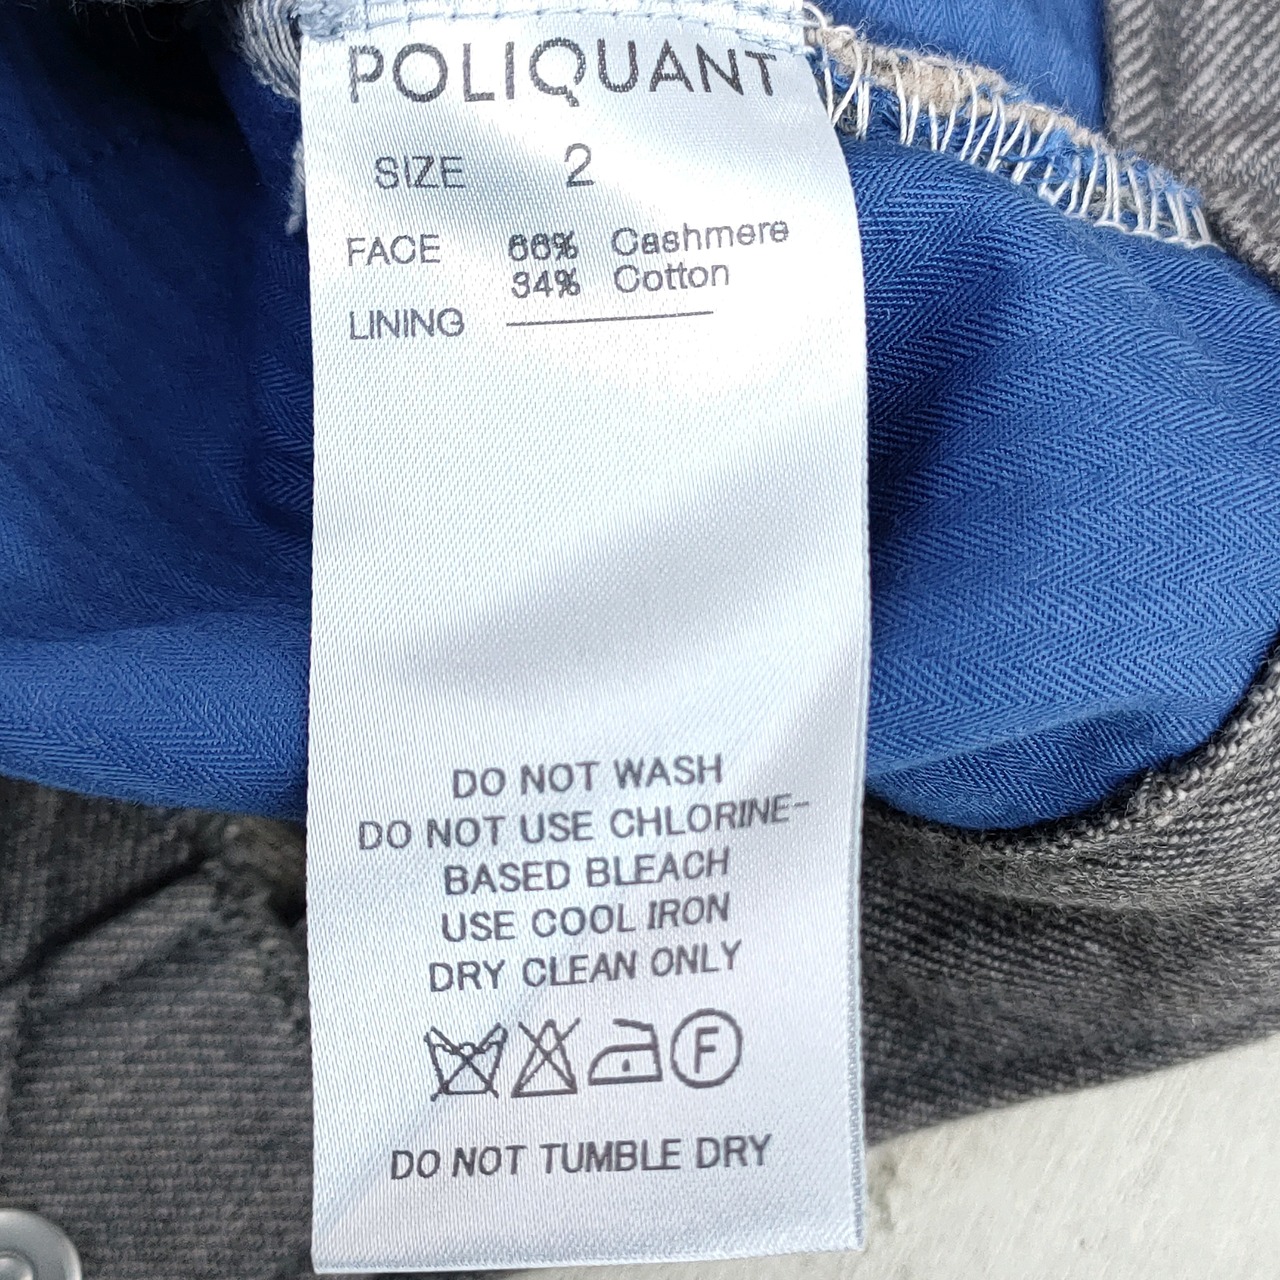 POLIQUANT
SIZE 2
FACE 66% Cashmere
34% Cotton
LINING
DO NOT WASH
DO NOT USE CHLORINE-
BASED BLEACH
USE COOL IRON
DRY CLEAN ONLY
F
DO NOT TUMBLE DRY